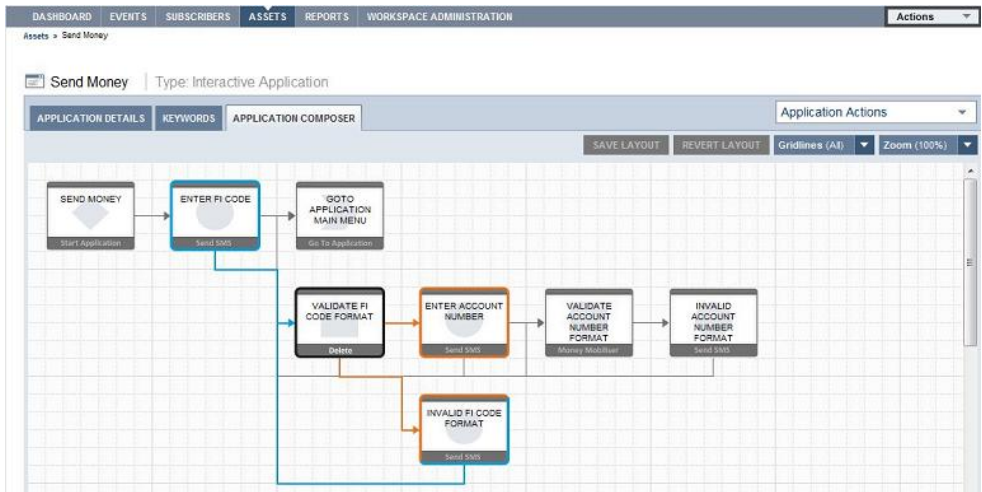 DASHBOARD EVENTS SUBSCRIBERS ASSETS REPORTS WORKSPACE ADMINISTRATION Actions
Assets » Send Money
Send Money Type: Interactive Application
APPLICATION DETAILS KEYWORDS APPLICATION COMPOSER Application Actions
SAVE LAYOUT REVERT LAYOUT Gridlines (All) Zoom (100%)
SEND MONEY
Start Application
ENTER FI CODE
Send SMS
GOTO
APPLICATION
MAIN MENU
Go To Application
VALIDATE FI
CODE FORMAT
Delete
ENTER ACCOUNT
NUMBER
Send SMS
VALIDATE
ACCOUNT
NUMBER
FORMAT
Money Mobiliser
INVALID
ACCOUNT
NUMBER
FORMAT
Send SMS
INVALID FI CODE
FORMAT
Send SMS